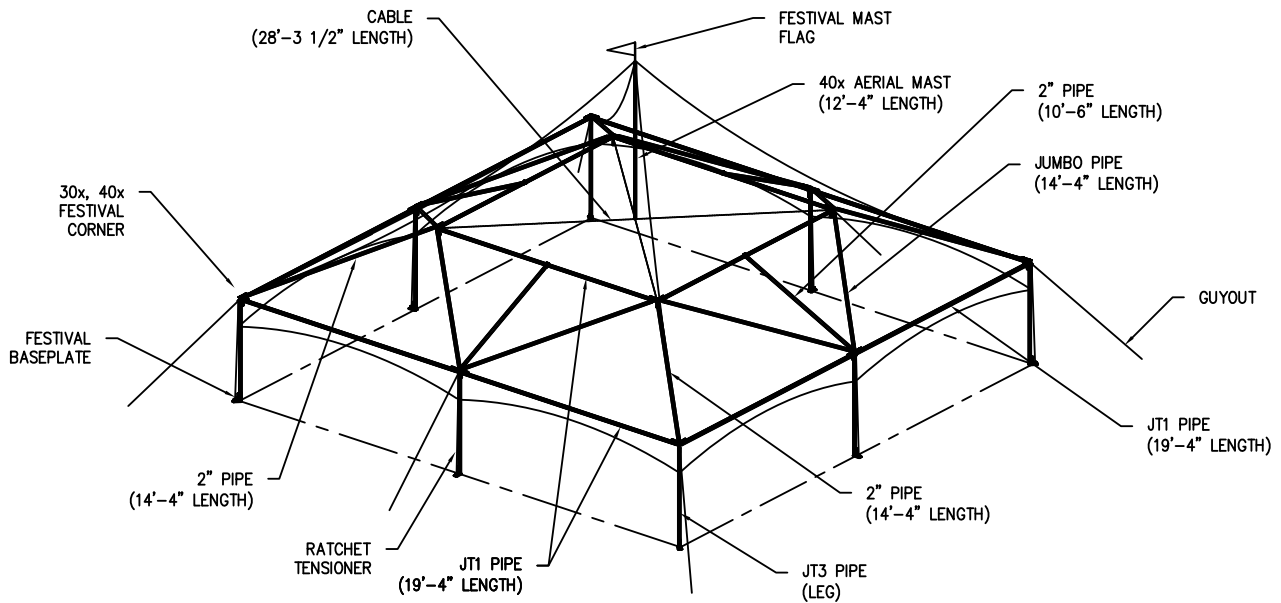 CABLE
(28'-3 1/2" LENGTH)
FESTIVAL MAST
FLAG
40x AERIAL MAST
(12'-4" LENGTH)
2" PIPE
(10'-6" LENGTH)
JUMBO PIPE
(14'-4" LENGTH)
30x, 40x
FESTIVAL
CORNER
GUYOUT
FESTIVAL
BASEPLATE
JT1 PIPE
(19'-4" LENGTH)
2" PIPE
(14'-4" LENGTH)
2" PIPE
(14'-4" LENGTH)
RATCHET
TENSIONER
JT1 PIPE
(19'-4" LENGTH)
JT3 PIPE
(LEG)